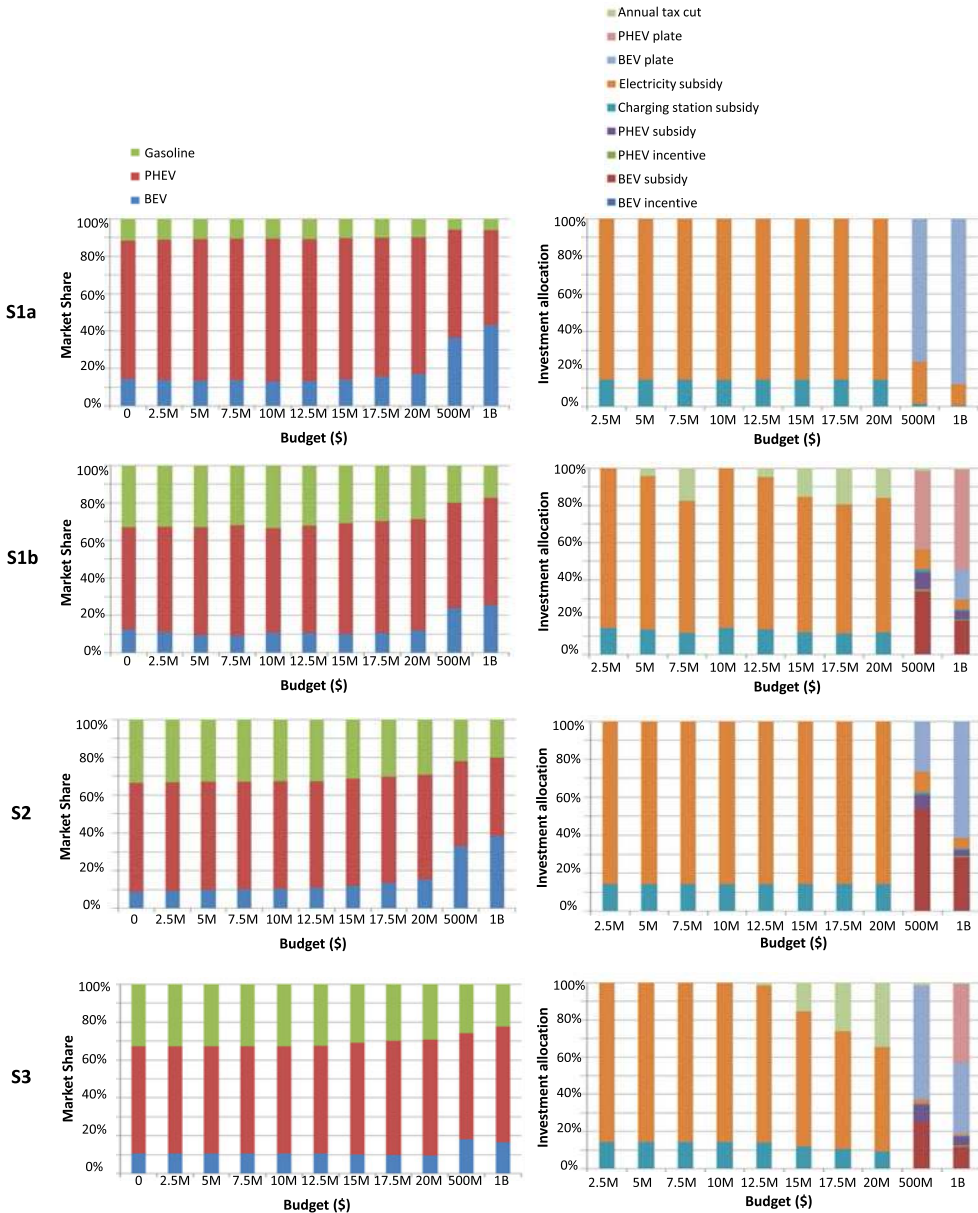 Annual tax cut
PHEV plate
BEV plate
Electricity subsidy
Charging station subsidy
PHEV subsidy
PHEV incentive
BEV subsidy
BEV incentive
Gasoline
PHEV
BEV
S1a
Market Share
100%
80%
60%
40%
20%
0%
0 2.5M 5M 7.5M 10M 12.5M 15M 17.5M 20M 500M 1B
Budget ($)
Investment allocation
100%
80%
60%
40%
20%
0%
2.5M 5M 7.5M 10M 12.5M 15M 17.5M 20M 500M 1B
Budget ($)
S1b
Market Share
100%
80%
60%
40%
20%
0%
0 2.5M 5M 7.5M 10M 12.5M 15M 17.5M 20M 500M 1B
Budget ($)
Investment allocation
100%
80%
60%
40%
20%
0%
2.5M 5M 7.5M 10M 12.5M 15M 17.5M 20M 500M 1B
Budget ($)
S2
Market Share
100%
80%
60%
40%
20%
0%
0 2.5M 5M 7.5M 10M 12.5M 15M 17.5M 20M 500M 1B
Budget ($)
Investment allocation
100%
80%
60%
40%
20%
0%
2.5M 5M 7.5M 10M 12.5M 15M 17.5M 20M 500M 1B
Budget ($)
S3
Market Share
100%
80%
60%
40%
20%
0%
0 2.5M 5M 7.5M 10M 12.5M 15M 17.5M 20M 500M 1B
Budget ($)
Investment allocation
100%
80%
60%
40%
20%
0%
2.5M 5M 7.5M 10M 12.5M 15M 17.5M 20M 500M 1B
Budget ($)